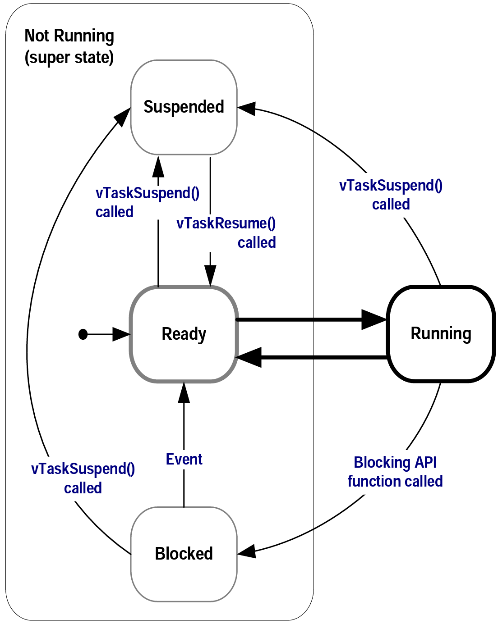 Not Running
(super state)
Suspended
vTaskSuspend()
called
vTaskResume()
called
vTaskSuspend()
called
Ready
Running
Event
vTaskSuspend()
called
Blocking API
function called
Blocked